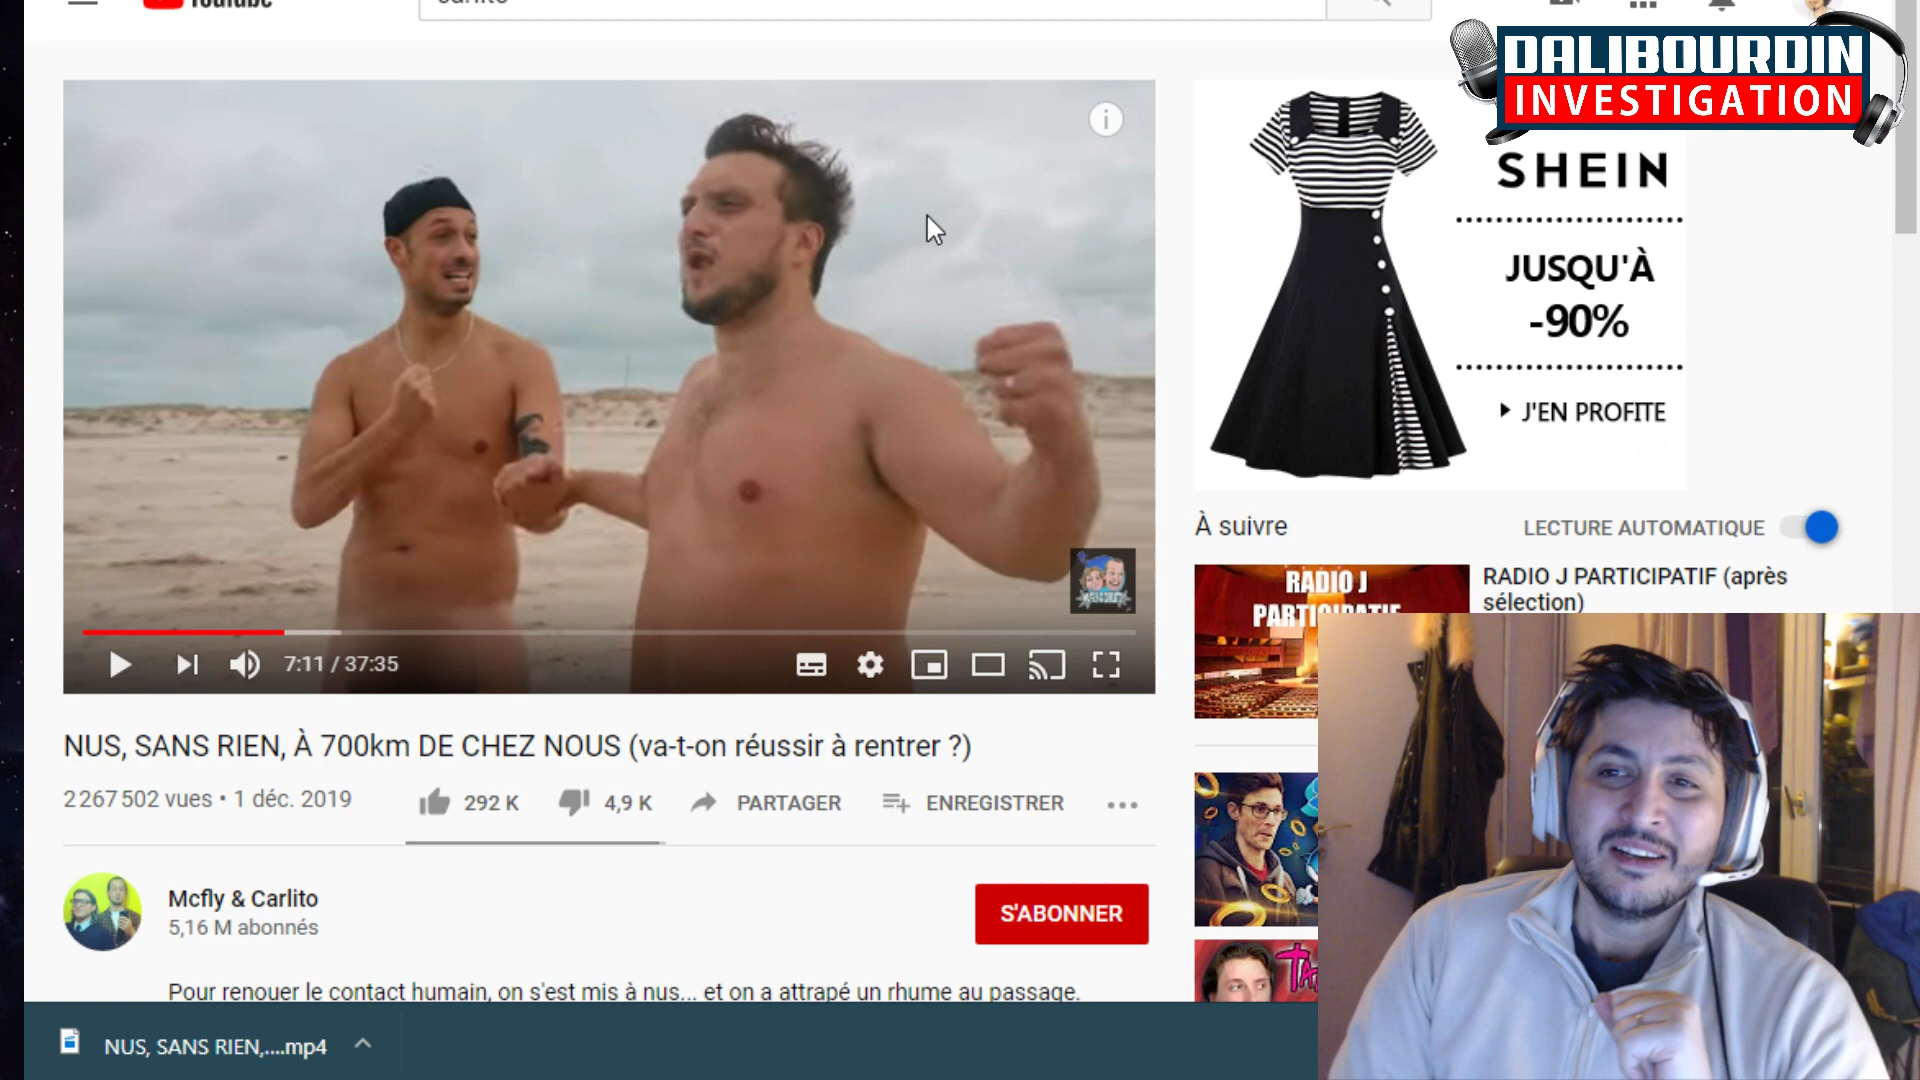 DALIBOURDIN
INVESTIGATION
SHEIN
JUSQU'À
-90%
J'EN PROFITE
7:11 / 37:35
À suivre
LECTURE AUTOMATIQUE
RADIO J
PARTICIPATIF
RADIO J PARTICIPATIF (après
sélection)
NUS, SANS RIEN, À 700km DE CHEZ NOUS (va-t-on réussir à rentrer ?)
2 267 502 vues • 1 déc. 2019
292 K
4,9 K
PARTAGER
ENREGISTRER
Mcfly & Carlito
5,16 M abonnés
S'ABONNER
Pour renouer le contact humain, on s'est mis à nus... et on a attrapé un rhume au passage.
NUS, SANS RIEN,....mp4